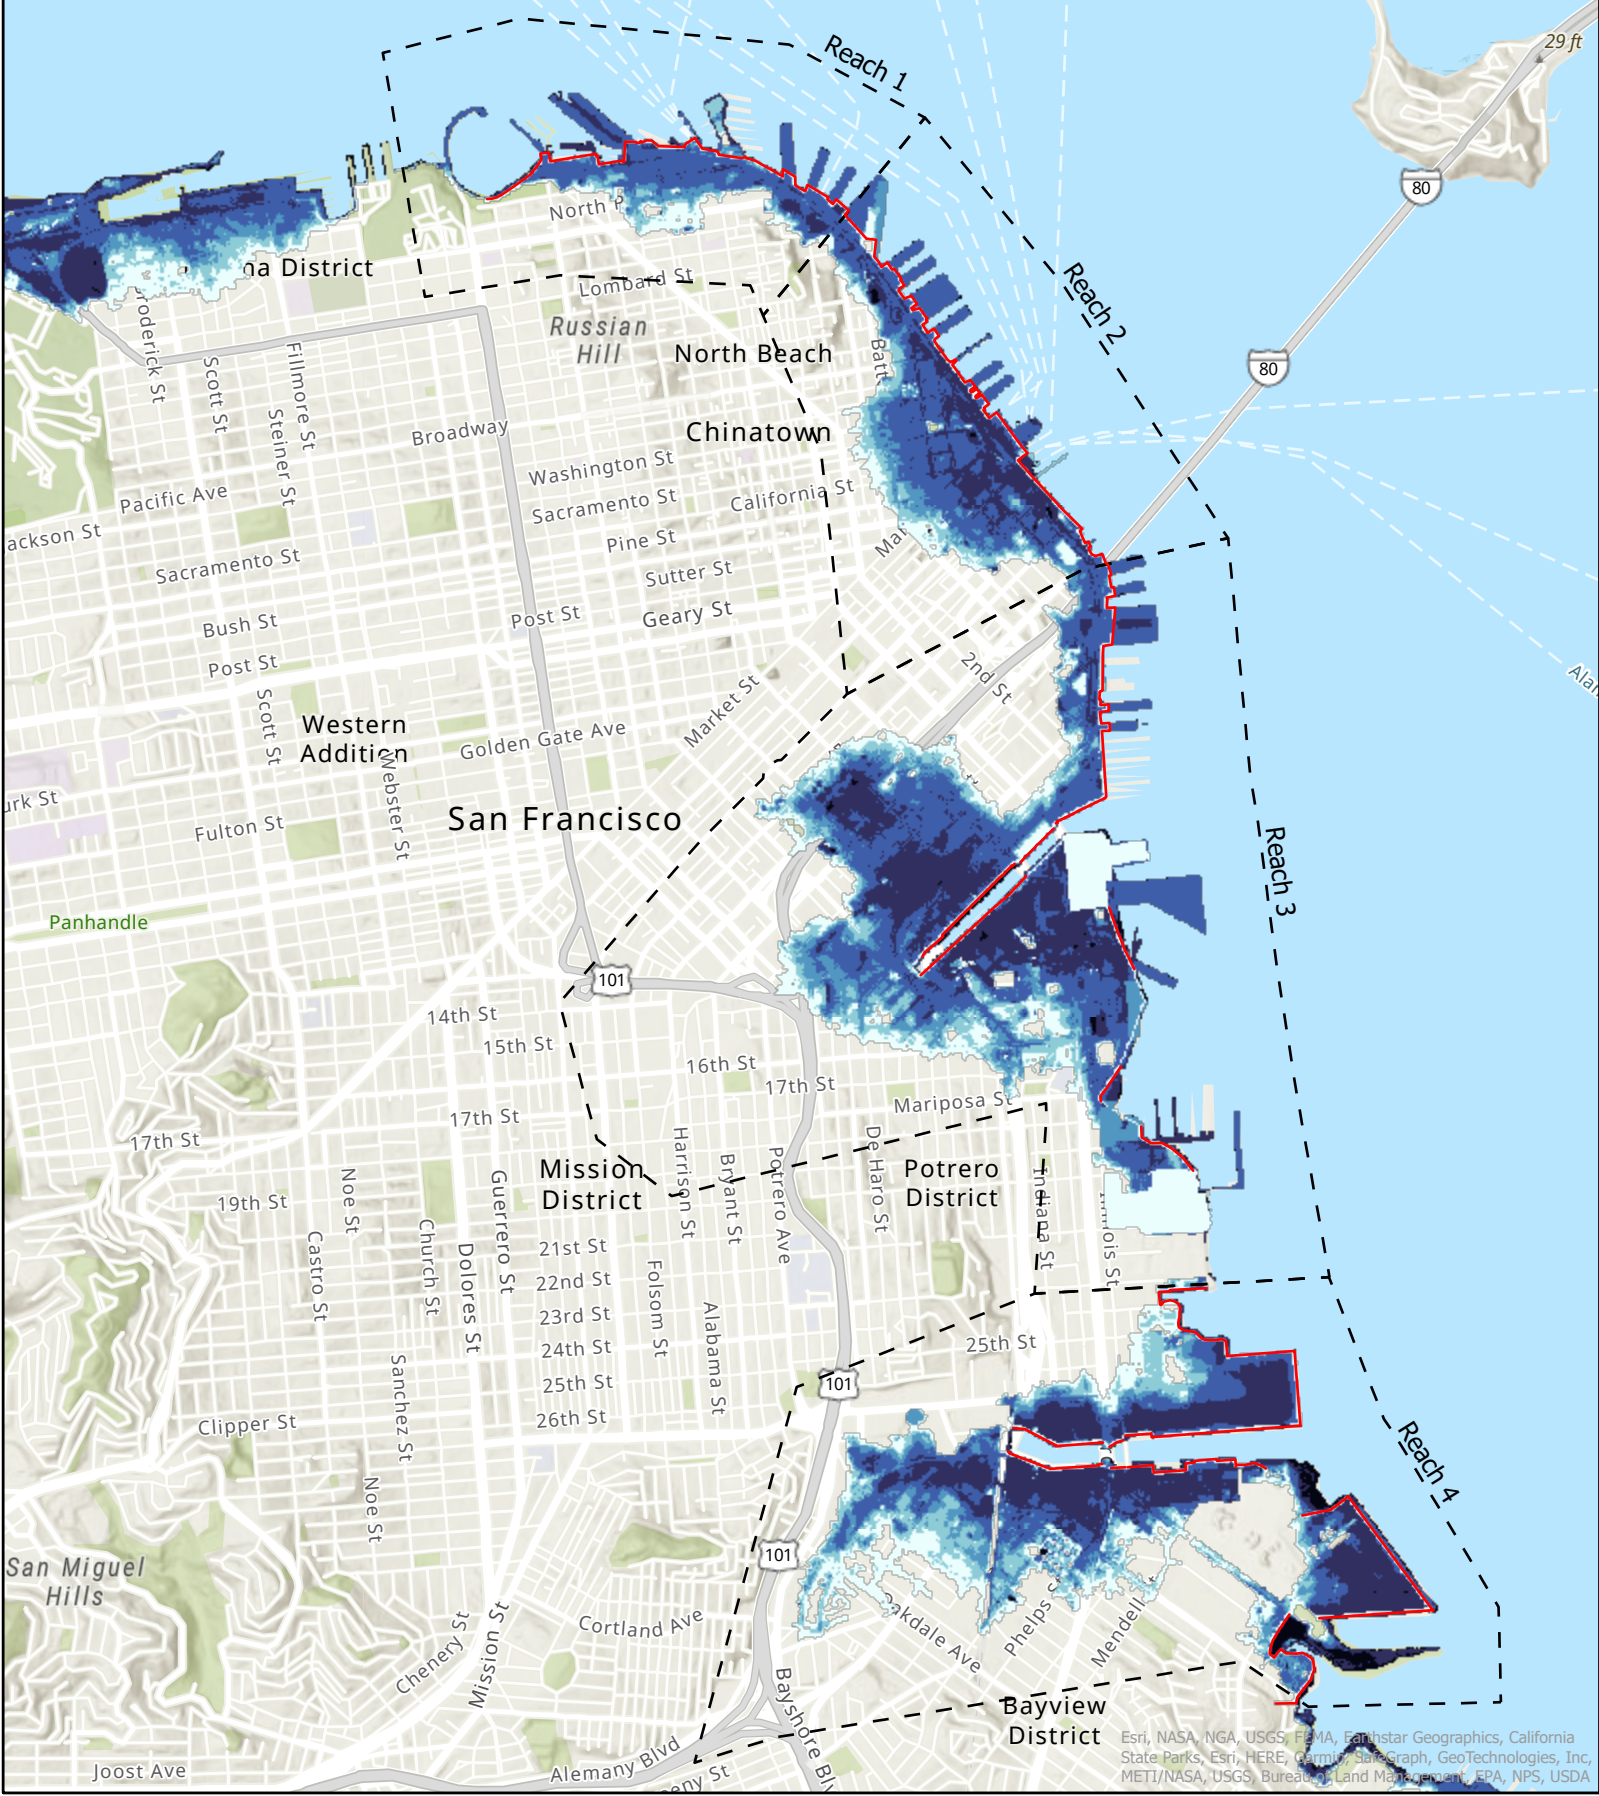 29 ft
Reach 1
80
North P
na District
Lombard St
Reach 2
Russian
Hill
North Beach
80
Broderick St
Scott St
Fillmore St
Batt
Steiner St
Broadway
Chinatown
Washington St
Pacific Ave
Sacramento St
California St
ackson St
Pine St
Mar
Sacramento St
Sutter St
Bush St
Post St
Geary St
Post St
2nd St
Alan
Scott St
Western
Addition
Market St
Golden Gate Ave
Webster St
urk St
Fulton St
San Francisco
Reach 3
Panhandle
101
14th St
15th St
16th St
17th St
Mariposa St
17th St
17th St
Mission
District
Harrison St
Bryant St
Potrero Ave
De Haro St
Potrero
District
Indiana St
Noe St
19th St
Guerrero St
Castro St
Church St
Dolores St
21st St
22nd St
23rd St
24th St
25th St
26th St
Folsom St
Alabama St
25th St
101
Sanchez St
Clipper St
Noe St
Reach 4
101
San Miguel
Hills
Cortland Ave
Oakdale Ave
Phelps
Mendell
Chenery St
Mission St
Bayshore Blv
Bayview
District
Joost Ave
Alemany Blvd
eny St
Esri, NASA, NGA, USGS, FEMA, Earthstar Geographics, California
State Parks, Esri, HERE, Garmin, SafeGraph, GeoTechnologies, Inc,
METI/NASA, USGS, Bureau of Land Management, EPA, NPS, USDA